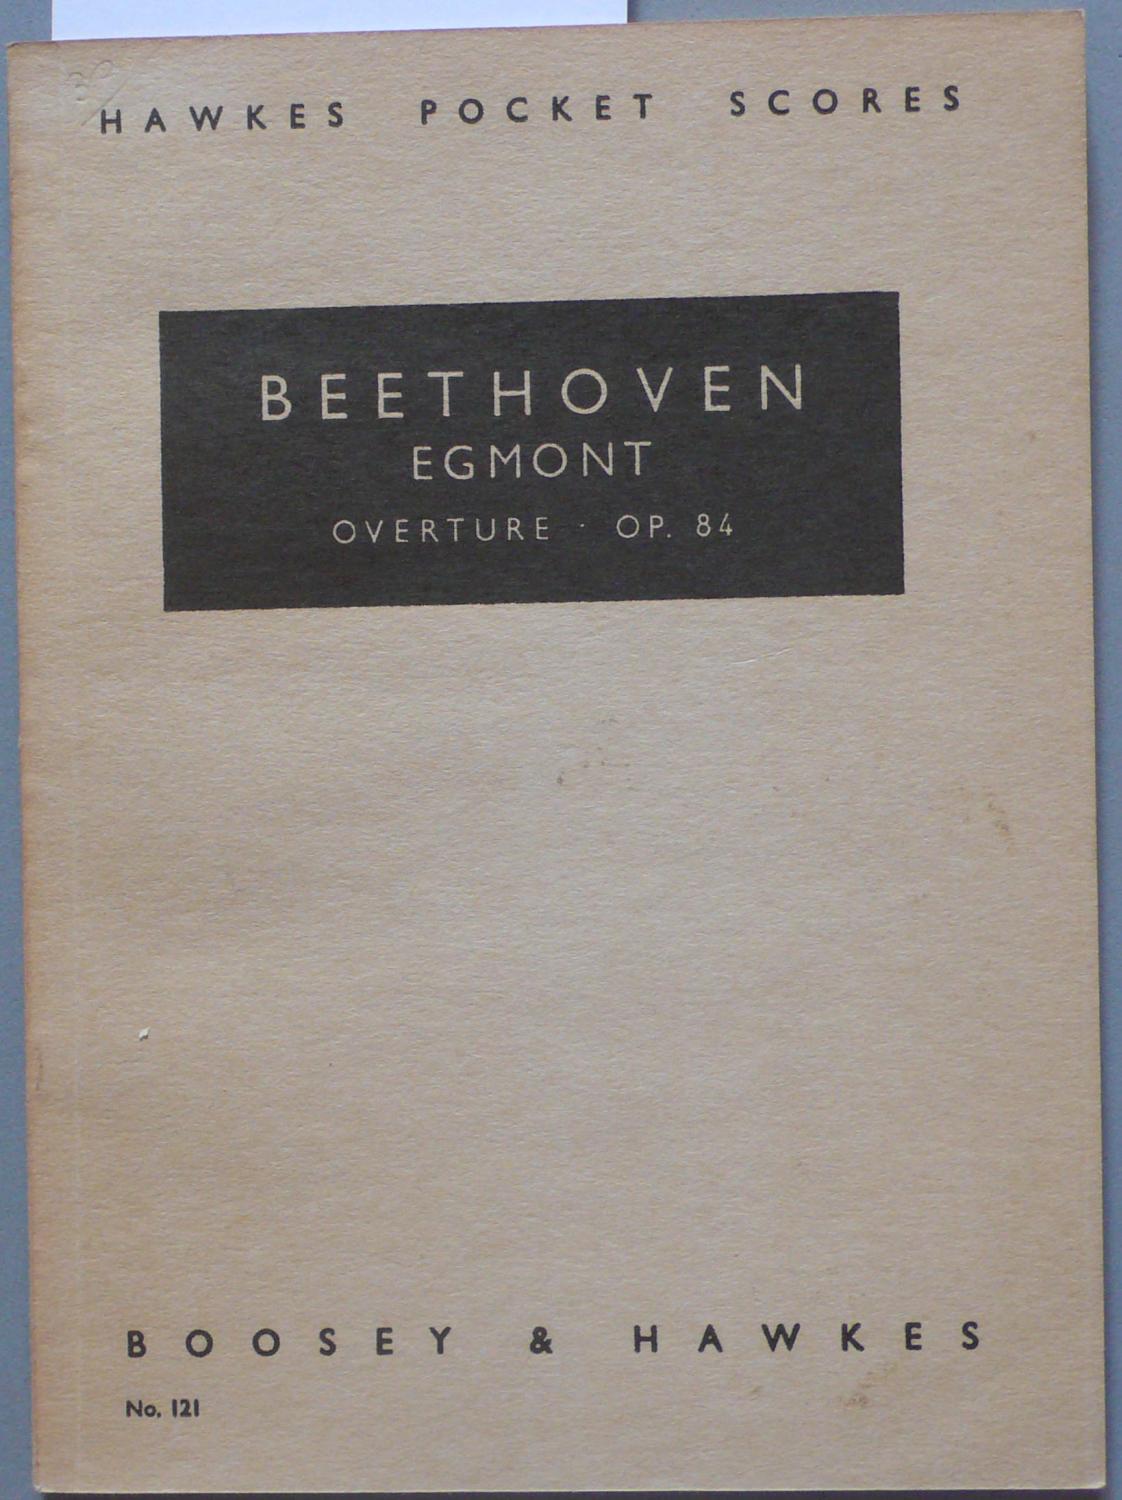 HAWKES POCKET SCORES
BEETHOVEN
EGMONT
OVERTURE · OP. 84
BOOSEY & HAWKES
No. 121